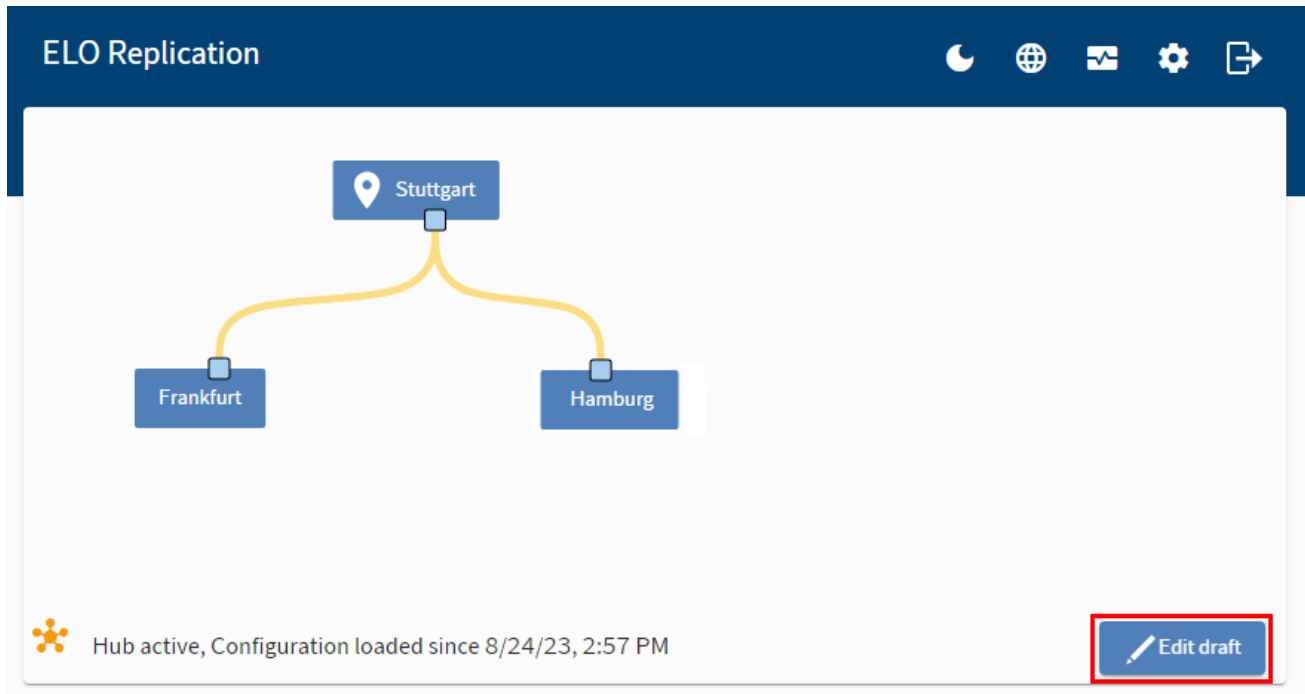 ELO Replication
Stuttgart
Frankfurt
Hamburg
Hub active, Configuration loaded since 8/24/23, 2:57 PM
Edit draft